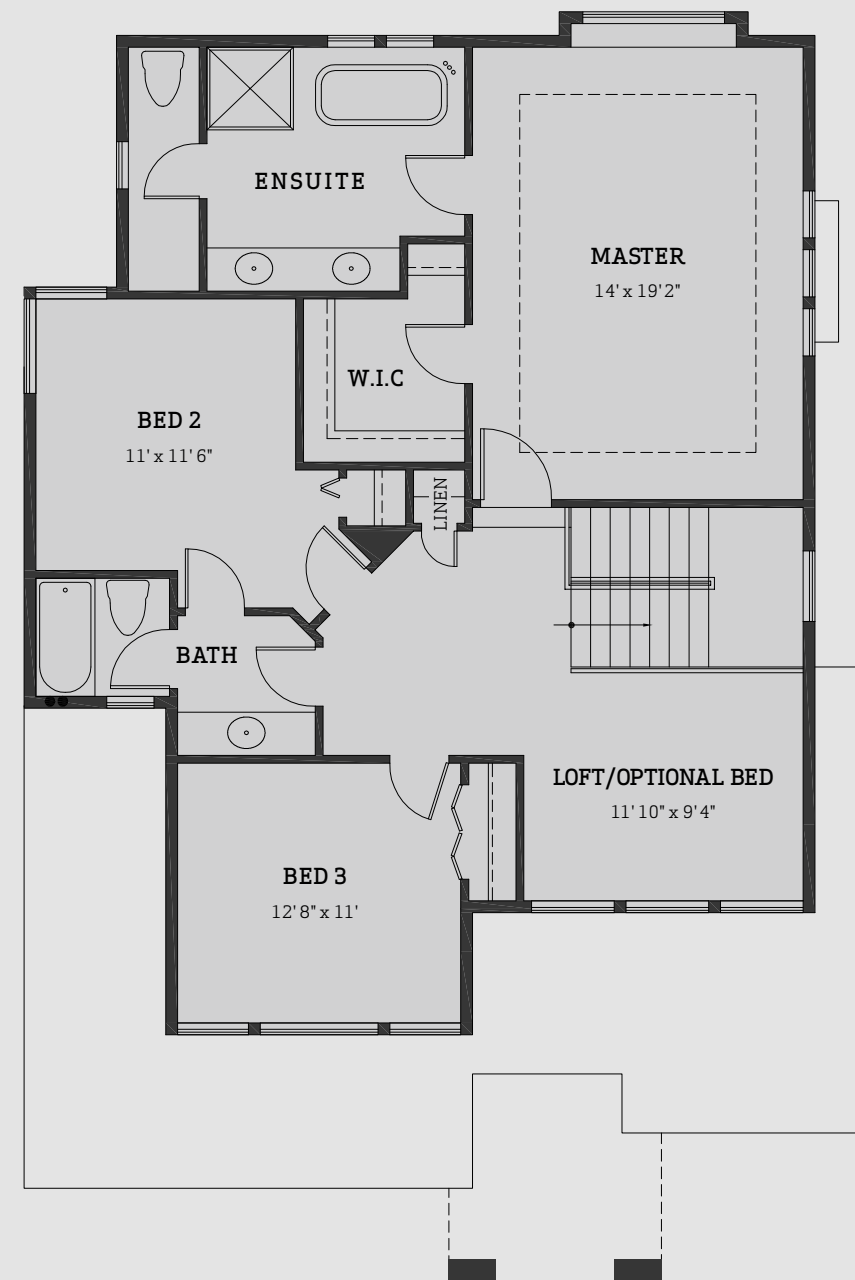 ENSUITE
MASTER
14' x 19'2"
W.I.C
BED 2
11' x 11'6"
LINEN
BATH
LOFT/OPTIONAL BED
11'10" x 9'4"
BED 3
12'8" x 11'